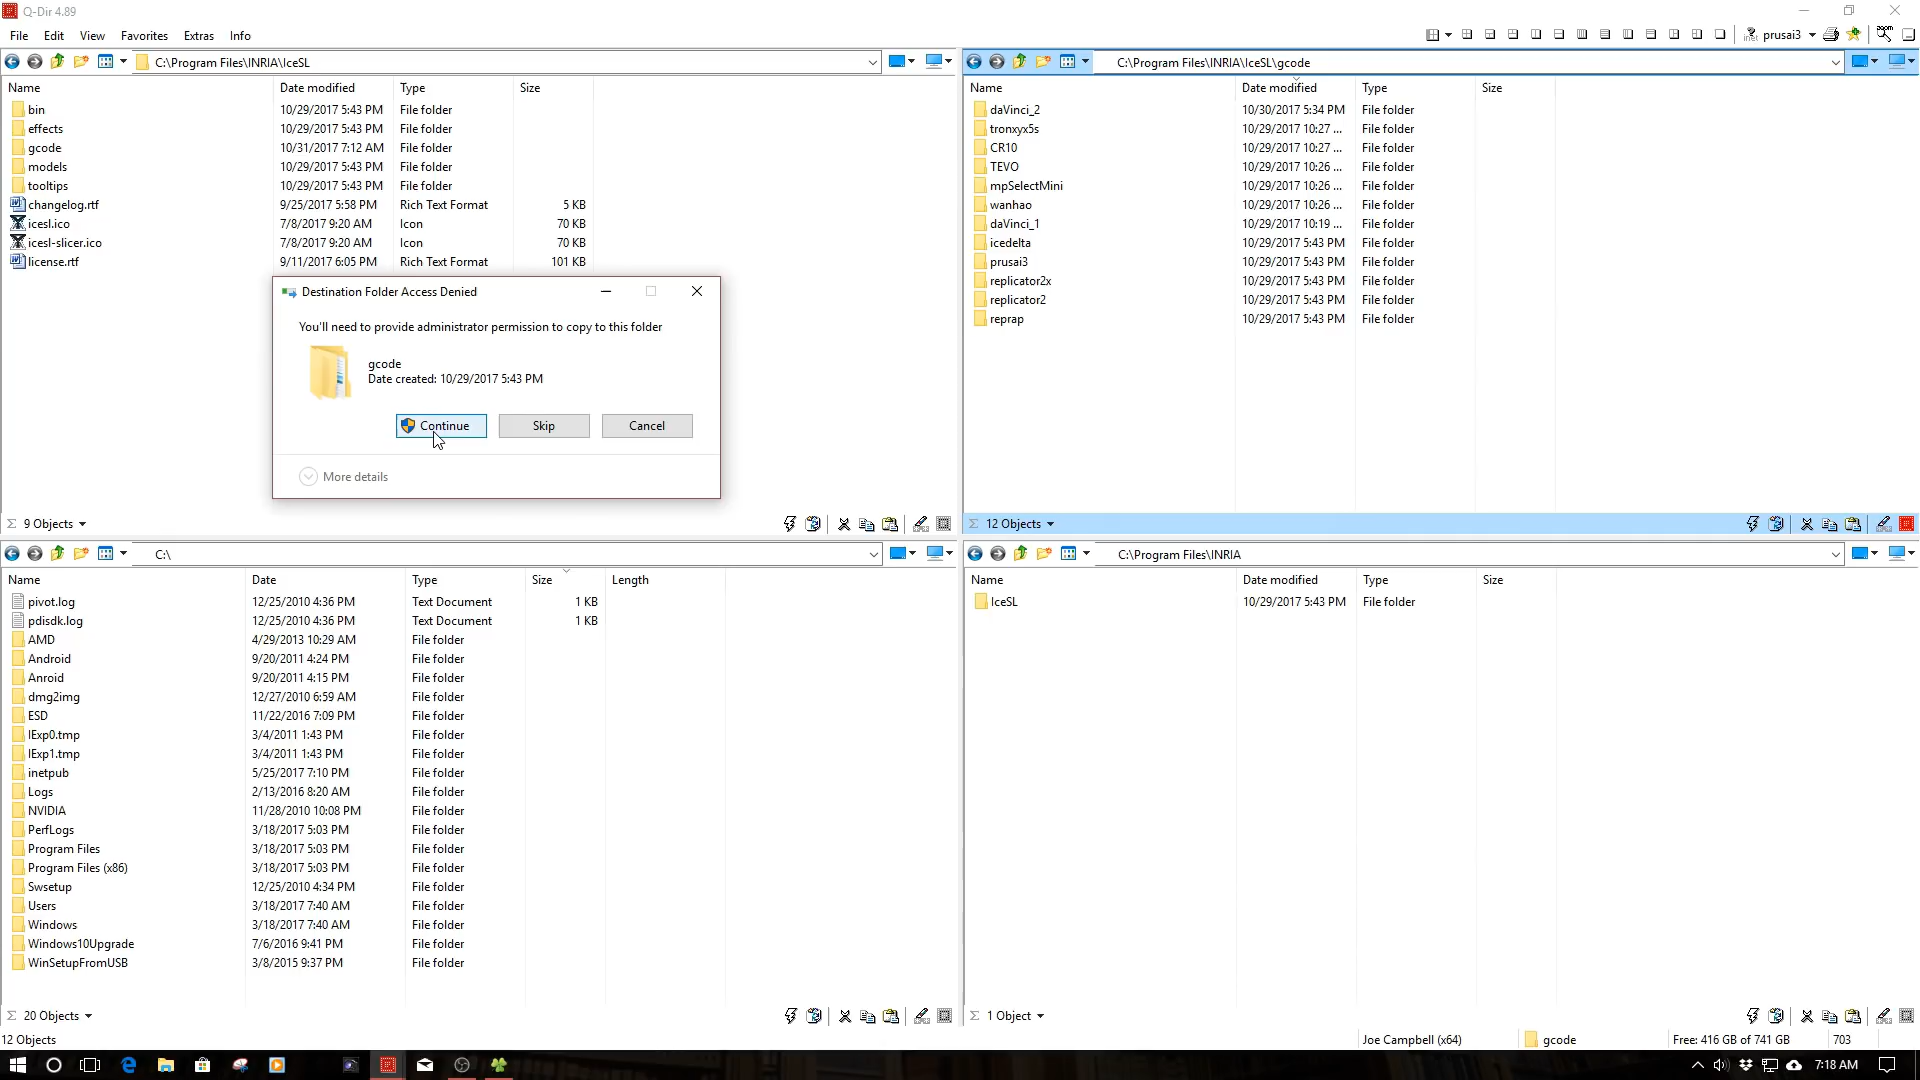 Q-Dir 4.89
File Edit View Favorites Extras Info
prusai3
C:\Program Files\INRIA\IceSL
Name Date modified Type Size
bin 10/29/2017 5:43 PM File folder
effects 10/29/2017 5:43 PM File folder
gcode 10/31/2017 7:12 AM File folder
models 10/29/2017 5:43 PM File folder
tooltips 10/29/2017 5:43 PM File folder
changelog.rtf 9/25/2017 5:58 PM Rich Text Format 5 KB
icesl.ico 7/8/2017 9:20 AM Icon 70 KB
icesl-slicer.ico 7/8/2017 9:20 AM Icon 70 KB
license.rtf 9/11/2017 6:05 PM Rich Text Format 101 KB
Destination Folder Access Denied
You'll need to provide administrator permission to copy to this folder
gcode
Date created: 10/29/2017 5:43 PM
Continue Skip Cancel
More details
9 Objects
C:\Program Files\INRIA\IceSL\gcode
Name Date modified Type Size
daVinci_2 10/30/2017 5:34 PM File folder
tronxyx5s 10/29/2017 10:27 ... File folder
CR10 10/29/2017 10:27 ... File folder
TEVO 10/29/2017 10:26 ... File folder
mpSelectMini 10/29/2017 10:26 ... File folder
wanhao 10/29/2017 10:26 ... File folder
daVinci_1 10/29/2017 10:19 ... File folder
icedelta 10/29/2017 5:43 PM File folder
prusai3 10/29/2017 5:43 PM File folder
replicator2x 10/29/2017 5:43 PM File folder
replicator2 10/29/2017 5:43 PM File folder
reprap 10/29/2017 5:43 PM File folder
12 Objects
C:\
Name Date Type Size Length
pivot.log 12/25/2010 4:36 PM Text Document 1 KB
pdisdk.log 12/25/2010 4:36 PM Text Document 1 KB
AMD 4/29/2013 10:29 AM File folder
Android 9/20/2011 4:24 PM File folder
Anroid 9/20/2011 4:15 PM File folder
dmg2img 12/27/2010 6:59 AM File folder
ESD 11/22/2016 7:09 PM File folder
IExp0.tmp 3/4/2011 1:43 PM File folder
IExp1.tmp 3/4/2011 1:43 PM File folder
inetpub 5/25/2017 7:10 PM File folder
Logs 2/13/2016 8:20 AM File folder
NVIDIA 11/28/2010 10:08 PM File folder
PerfLogs 3/18/2017 5:03 PM File folder
Program Files 3/18/2017 5:03 PM File folder
Program Files (x86) 3/18/2017 5:03 PM File folder
Swsetup 12/25/2010 4:34 PM File folder
Users 3/18/2017 7:40 AM File folder
Windows 3/18/2017 7:40 AM File folder
Windows10Upgrade 7/6/2016 9:41 PM File folder
WinSetupFromUSB 3/8/2015 9:37 PM File folder
20 Objects
C:\Program Files\INRIA
Name Date modified Type Size
IceSL 10/29/2017 5:43 PM File folder
1 Object
12 Objects
Joe Campbell (x64) gcode Free: 416 GB of 741 GB 703
7:18 AM